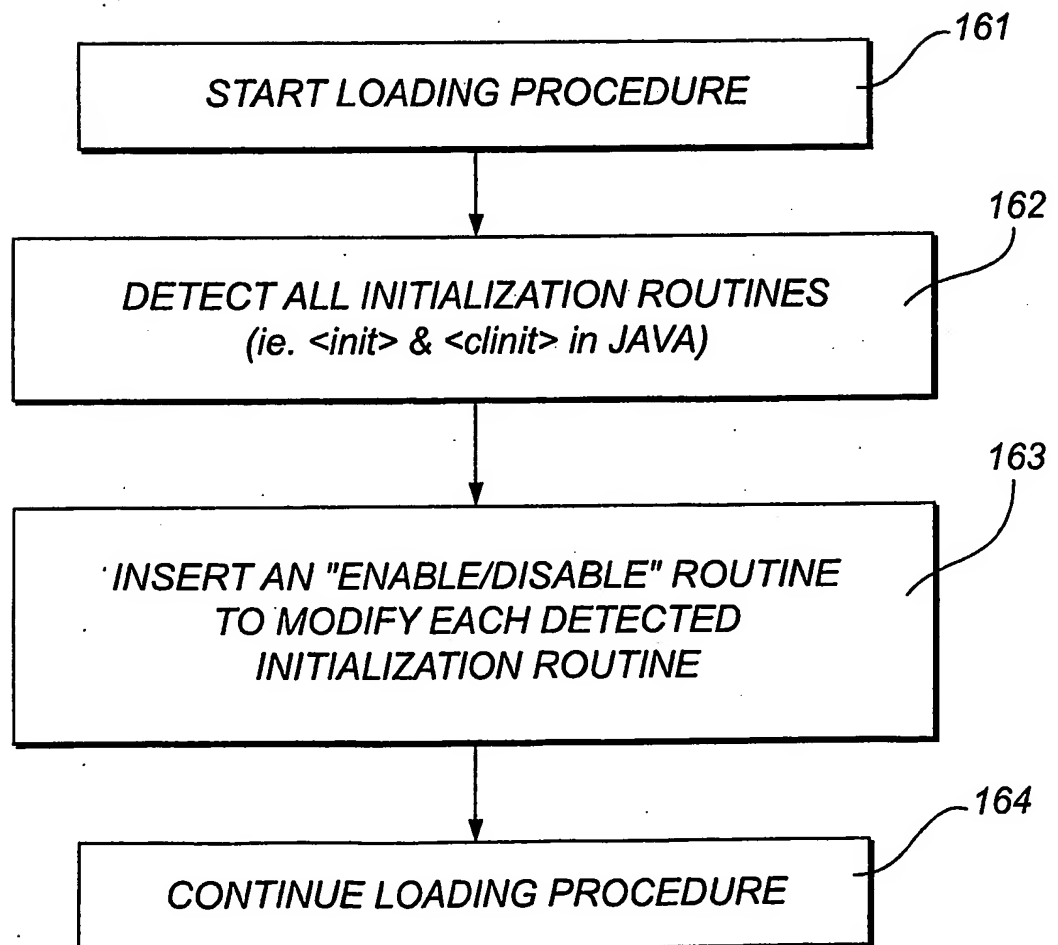 161
START LOADING PROCEDURE
162
DETECT ALL INITIALIZATION ROUTINES
(ie. <init> & <clinit> in JAVA)
163
INSERT AN "ENABLE/DISABLE" ROUTINE
TO MODIFY EACH DETECTED
INITIALIZATION ROUTINE
164
CONTINUE LOADING PROCEDURE